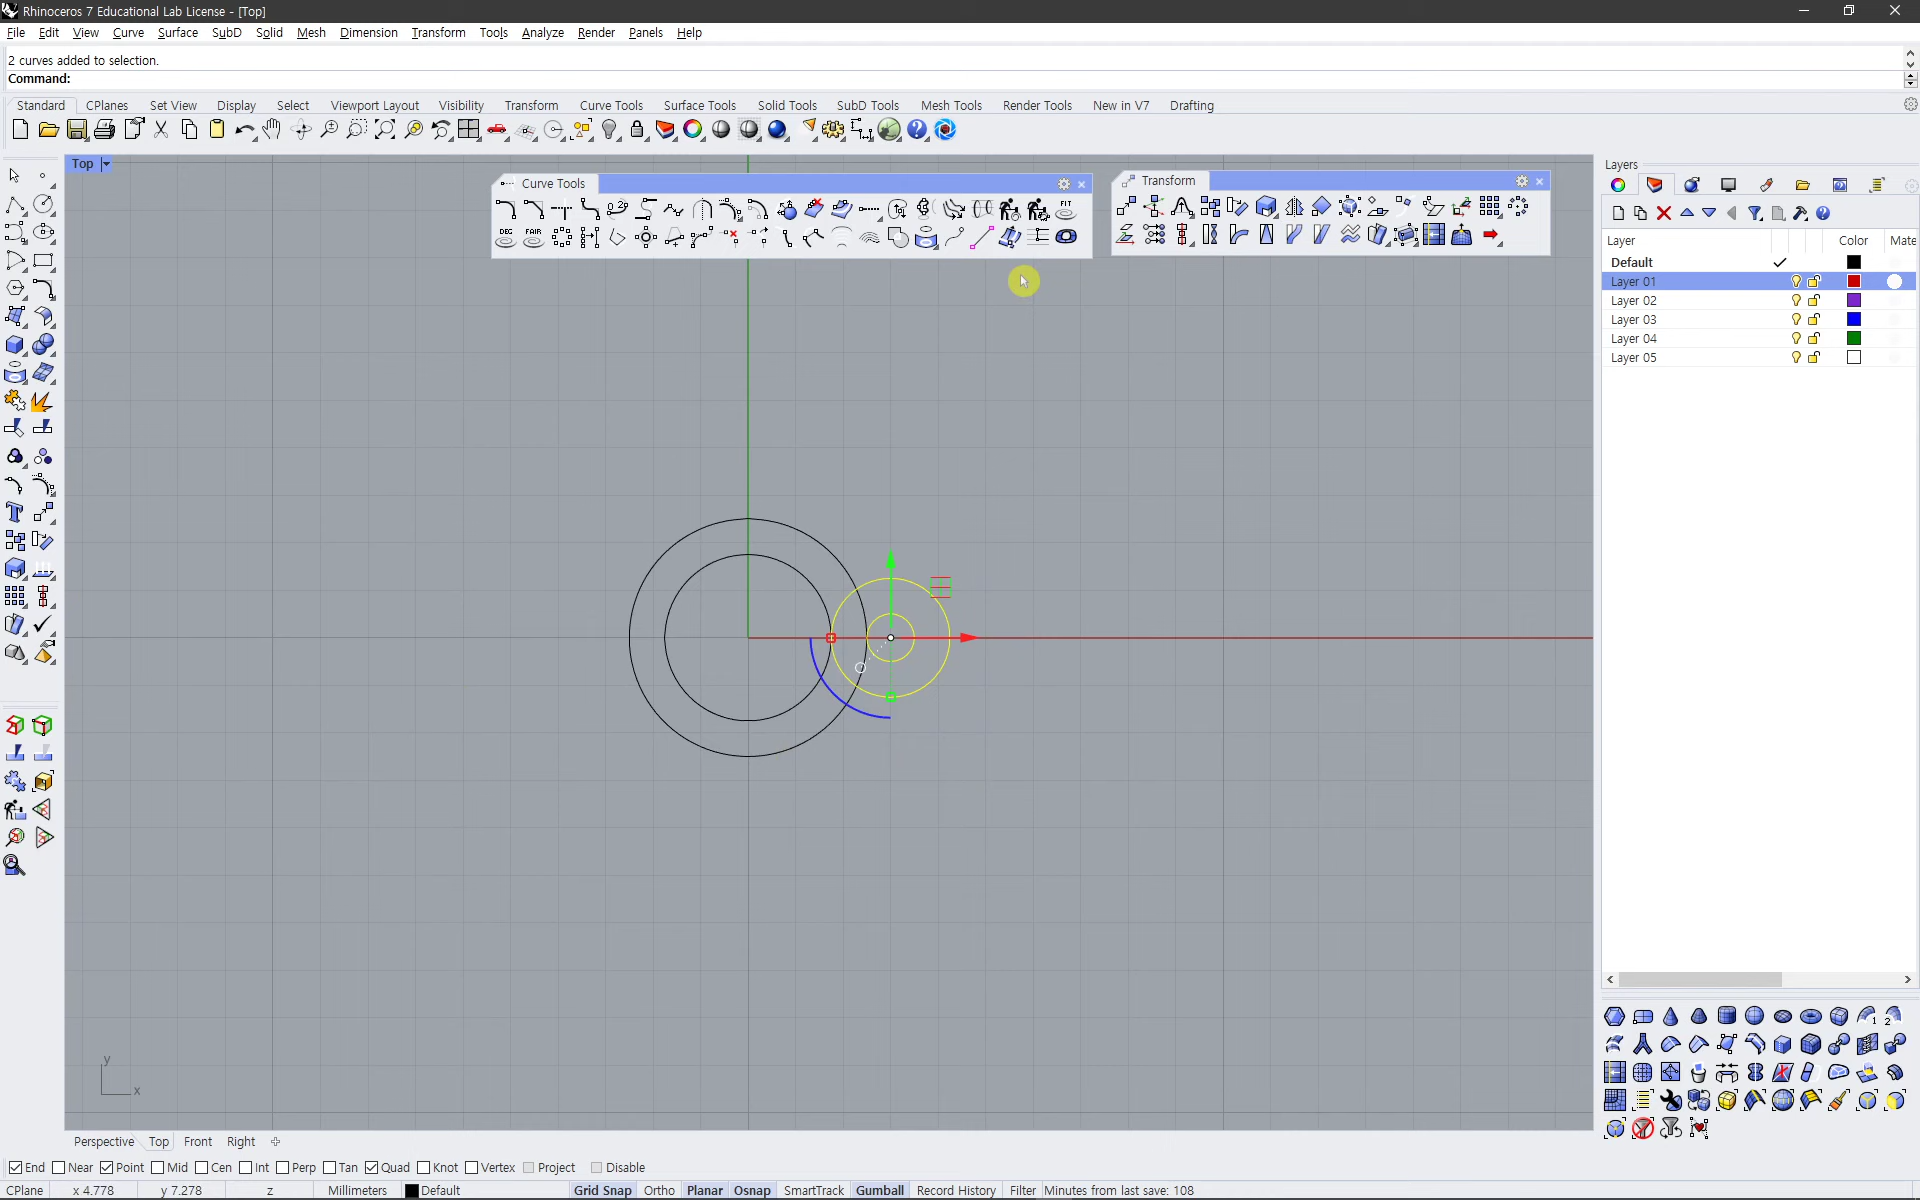 Rhinoceros 7 Educational Lab License - [Top]
File Edit View Curve Surface SubD Solid Mesh Dimension Transform Tools Analyze Render Panels Help
2 curves added to selection.
Command:
Standard CPlanes Set View Display Select Viewport Layout Visibility Transform Curve Tools Surface Tools Solid Tools SubD Tools Mesh Tools Render Tools New in V7 Drafting
Top
Curve Tools
FIT
DEG FAIR
Transform
Layers
Layer Color Mate
Default
Layer 01
Layer 02
Layer 03
Layer 04
Layer 05
y
x
Perspective Top Front Right
End Near Point Mid Cen Int Perp Tan Quad Knot Vertex Project Disable
CPlane x 4.778 y 7.278 z Millimeters Default Grid Snap Ortho Planar Osnap SmartTrack Gumball Record History Filter Minutes from last save: 108